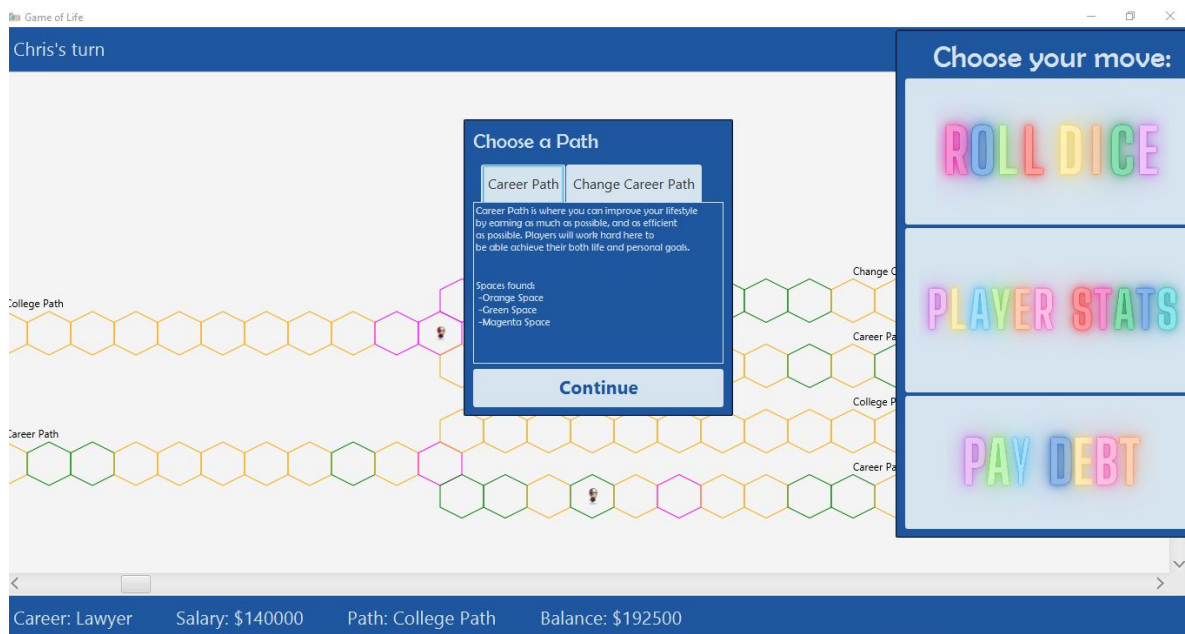 Game of Life
Chris's turn
Choose your move:
ROLL DICE
PLAYER STATS
PAY DEBT
Choose a Path
Career Path
Change Career Path
Career Path is where you can improve your lifestyle
by earning as much as possible, and as efficient
as possible. Players will work hard here to
be able achieve their both life and personal goals.
Spaces found:
-Orange Space
-Green Space
-Magenta Space
Continue
Change C
College Path
Career Pa
College P
Career Path
Career Pa
Career: Lawyer Salary: $140000 Path: College Path Balance: $192500